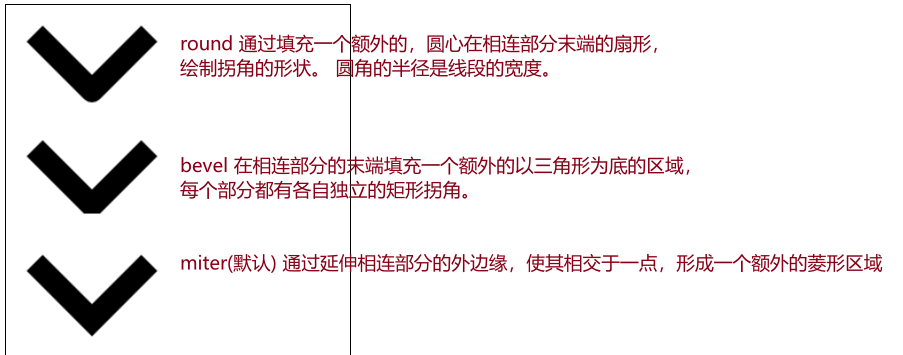 round 通过填充一个额外的，圆心在相连部分末端的扇形，
绘制拐角的形状。 圆角的半径是线段的宽度。
bevel 在相连部分的末端填充一个额外的以三角形为底的区域，
每个部分都有各自独立的矩形拐角。
miter(默认) 通过延伸相连部分的外边缘，使其相交于一点，形成一个额外的菱形区域